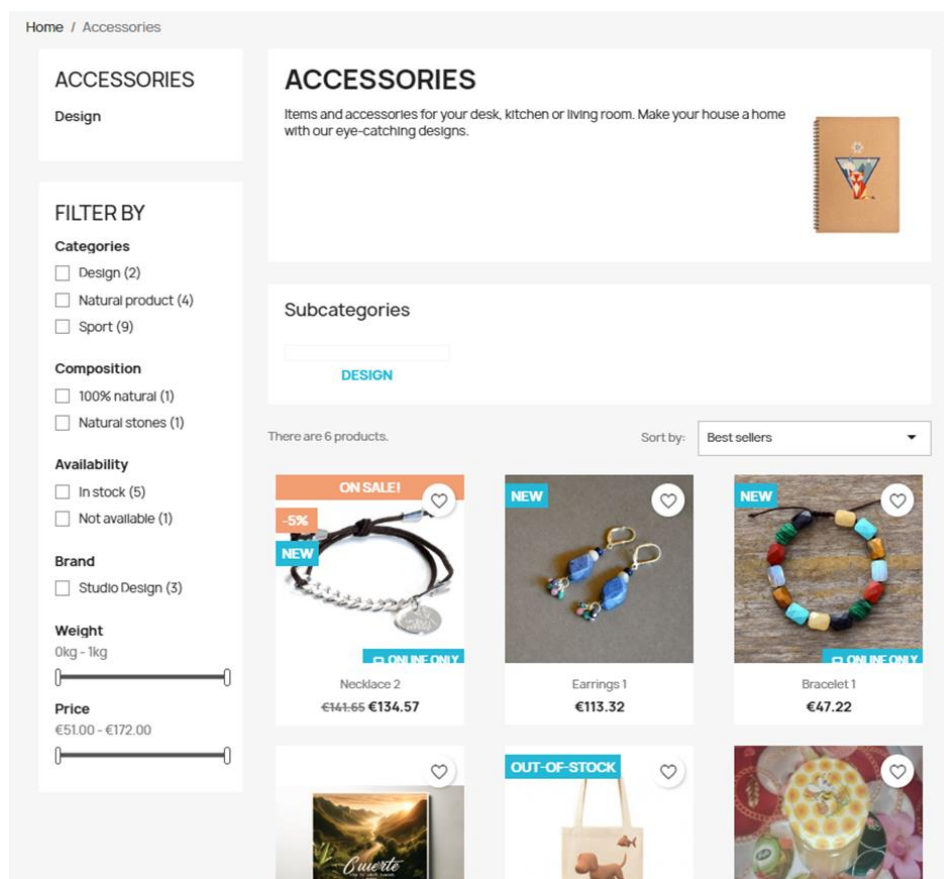 Home / Accessories
ACCESSORIES
Design
ACCESSORIES
Items and accessories for your desk, kitchen or living room. Make your house a home
with our eye-catching designs.
FILTER BY
Categories
Design (2)
Natural product (4)
Sport (9)
Composition
100% natural (1)
Natural stones (1)
Availability
In stock (5)
Not available (1)
Brand
Studio Design (3)
Weight
0kg - 1kg
Price
€51.00 - €172.00
Subcategories
DESIGN
There are 6 products.
Sort by:
Best sellers
ON SALE!
-5%
NEW
ONLINE ONLY
Necklace 2
€141.65 €134.57
NEW
Earrings 1
€113.32
NEW
ONLINE ONLY
Bracelet 1
€47.22
OUT-OF-STOCK